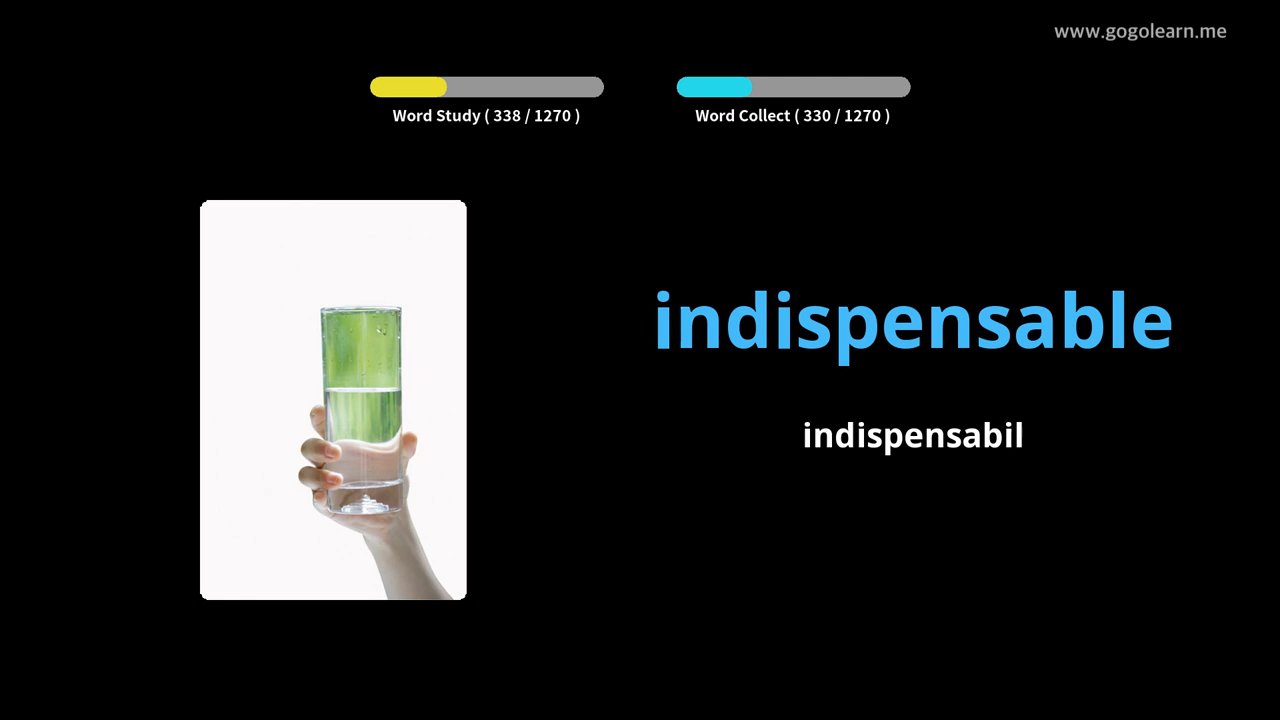 www.gogolearn.me
Word Study ( 338 / 1270 )
Word Collect ( 330 / 1270 )
indispensable
indispensabil